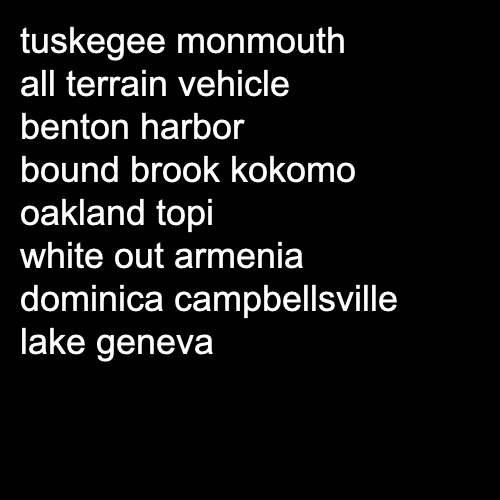 tuskegee monmouth
all terrain vehicle
benton harbor
bound brook kokomo
oakland topi
white out armenia
dominica campbellsville
lake geneva